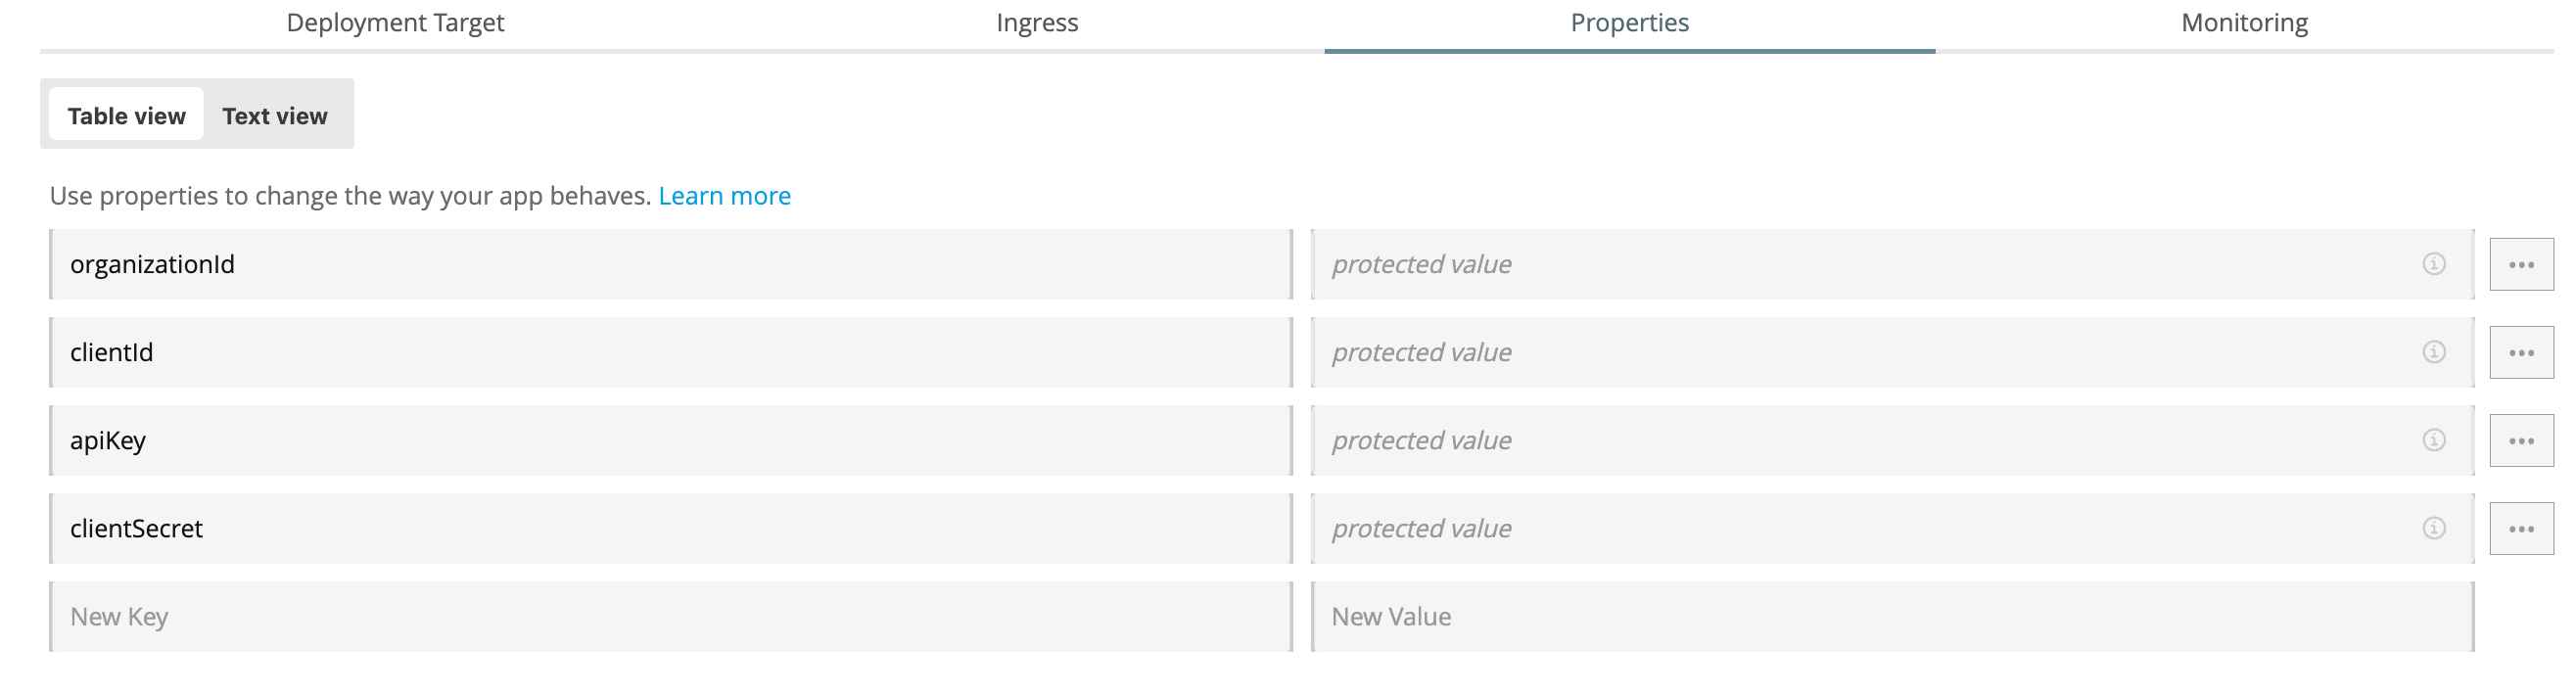 Deployment Target Ingress Properties Monitoring
Table view Text view
Use properties to change the way your app behaves. Learn more
organizationId protected value
clientId protected value
apiKey protected value
clientSecret protected value
New Key New Value